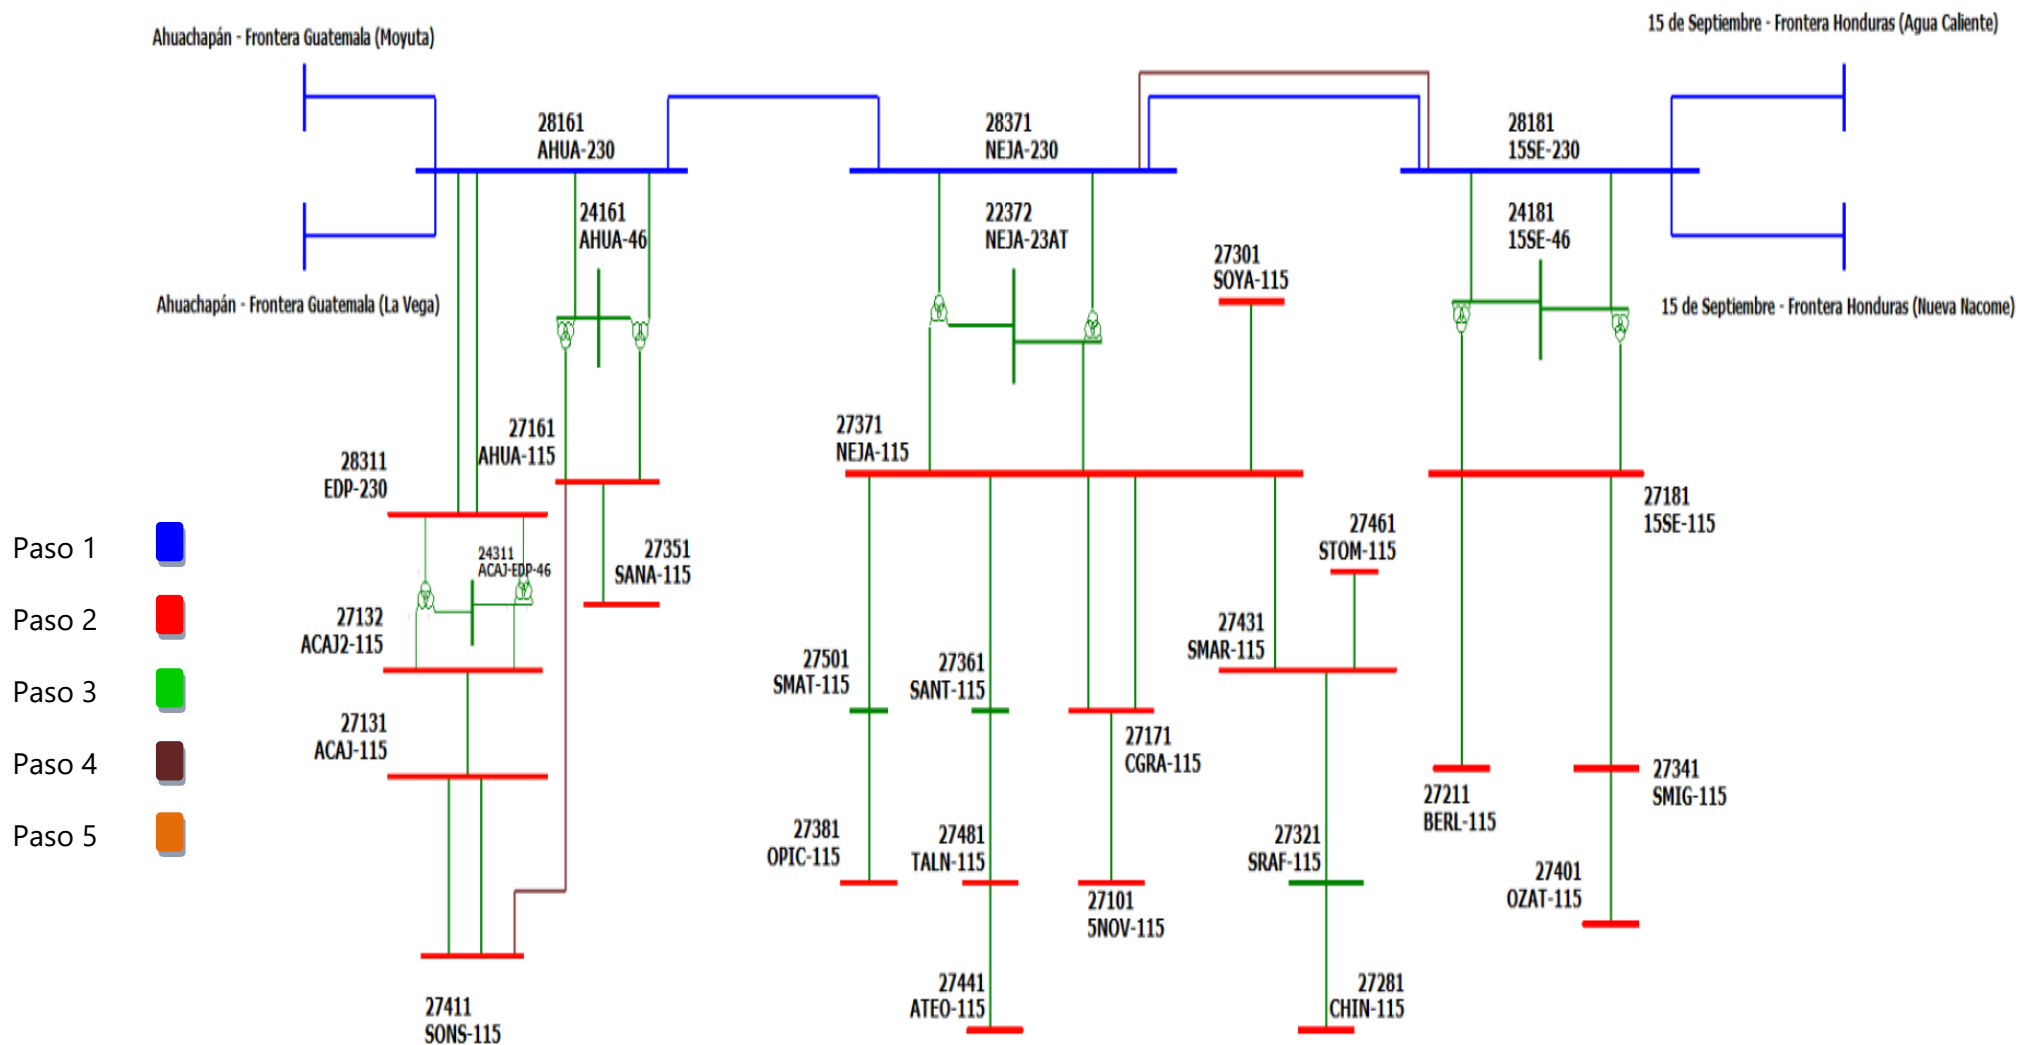 Ahuachapán - Frontera Guatemala (Moyuta)
15 de Septiembre - Frontera Honduras (Agua Caliente)
28161
AHUA-230
28371
NEJA-230
28181
15SE-230
24161
AHUA-46
22372
NEJA-23AT
24181
15SE-46
27301
SOYA-115
Ahuachapán - Frontera Guatemala (La Vega)
15 de Septiembre - Frontera Honduras (Nueva Nacome)
27161
AHUA-115
27371
NEJA-115
28311
EDP-230
27181
15SE-115
24311
ACAJ-EDP-46
27351
SANA-115
27461
STOM-115
Paso 1
Paso 2
Paso 3
Paso 4
Paso 5
27132
ACAJ2-115
27431
SMAR-115
27501
SMAT-115
27361
SANT-115
27131
ACAJ-115
27171
CGRA-115
27341
SMIG-115
27211
BERL-115
27381
OPIC-115
27481
TALN-115
27321
SRAF-115
27401
OZAT-115
27101
5NOV-115
27441
ATEO-115
27281
CHIN-115
27411
SONS-115